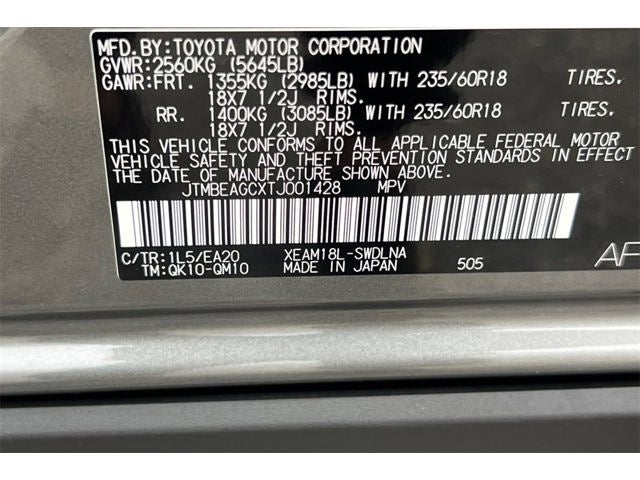 MFD.BY:TOYOTA MOTOR CORPORATION
GVWR:2560KG (5645LB)
GAWR:FRT. 1355KG (2985LB) WITH 235/60R18 TIRES.
18X7 1/2J RIMS.
RR. 1400KG (3085LB) WITH 235/60R18 TIRES.
18X7 1/2J RIMS.
THIS VEHICLE CONFORMS TO ALL APPLICABLE FEDERAL MOTOR
VEHICLE SAFETY AND THEFT PREVENTION STANDARDS IN EFFECT
ON THE DATE OF MANUFACTURE SHOWN ABOVE.
JTMBEAGCXTJ001428 MPV
C/TR:1L5/EA20 XEAM18L-SWDLNA
TM:QK10-QM10 MADE IN JAPAN 505
AF